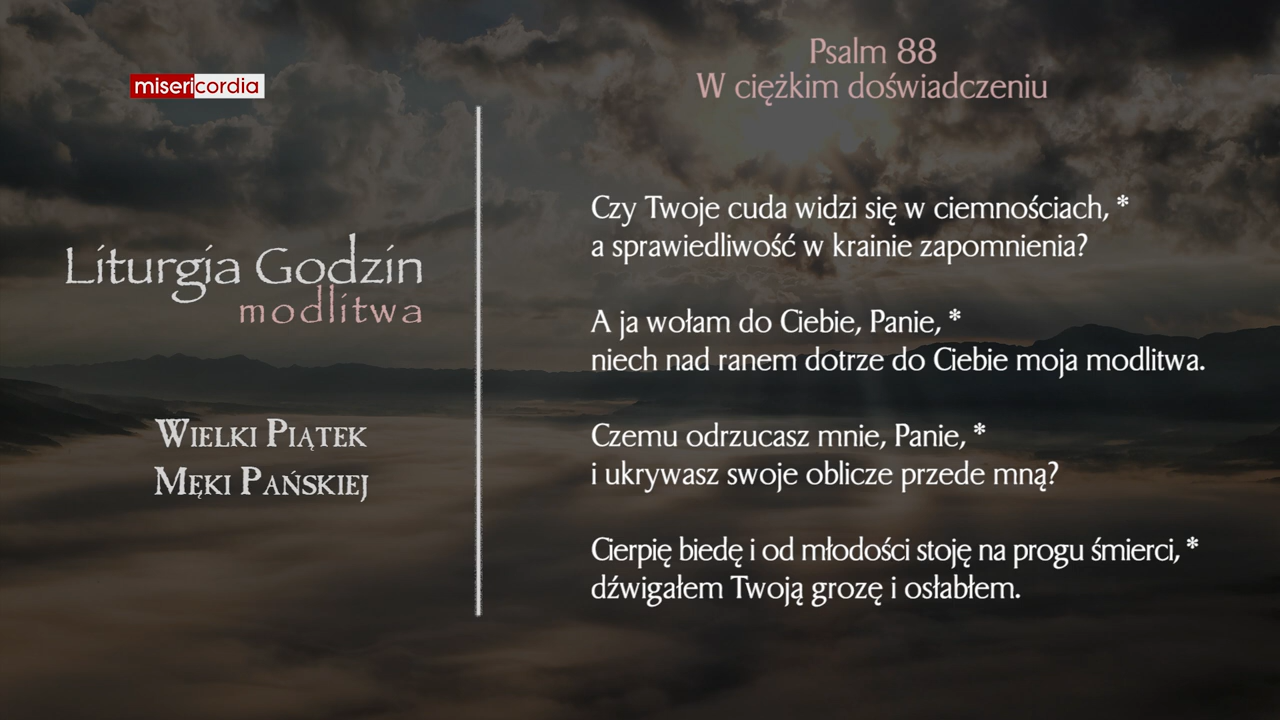 misericordia
Liturgia Godzin
modlitwa
Wielki Piątek
Męki Pańskiej
Psalm 88
W ciężkim doświadczeniu
Czy Twoje cuda widzi się w ciemnościach, *
a sprawiedliwość w krainie zapomnienia?
A ja wołam do Ciebie, Panie, *
niech nad ranem dotrze do Ciebie moja modlitwa.
Czemu odrzucasz mnie, Panie, *
i ukrywasz swoje oblicze przede mną?
Cierpię biedę i od młodości stoję na progu śmierci, *
dźwigałem Twoją grozę i osłabłem.